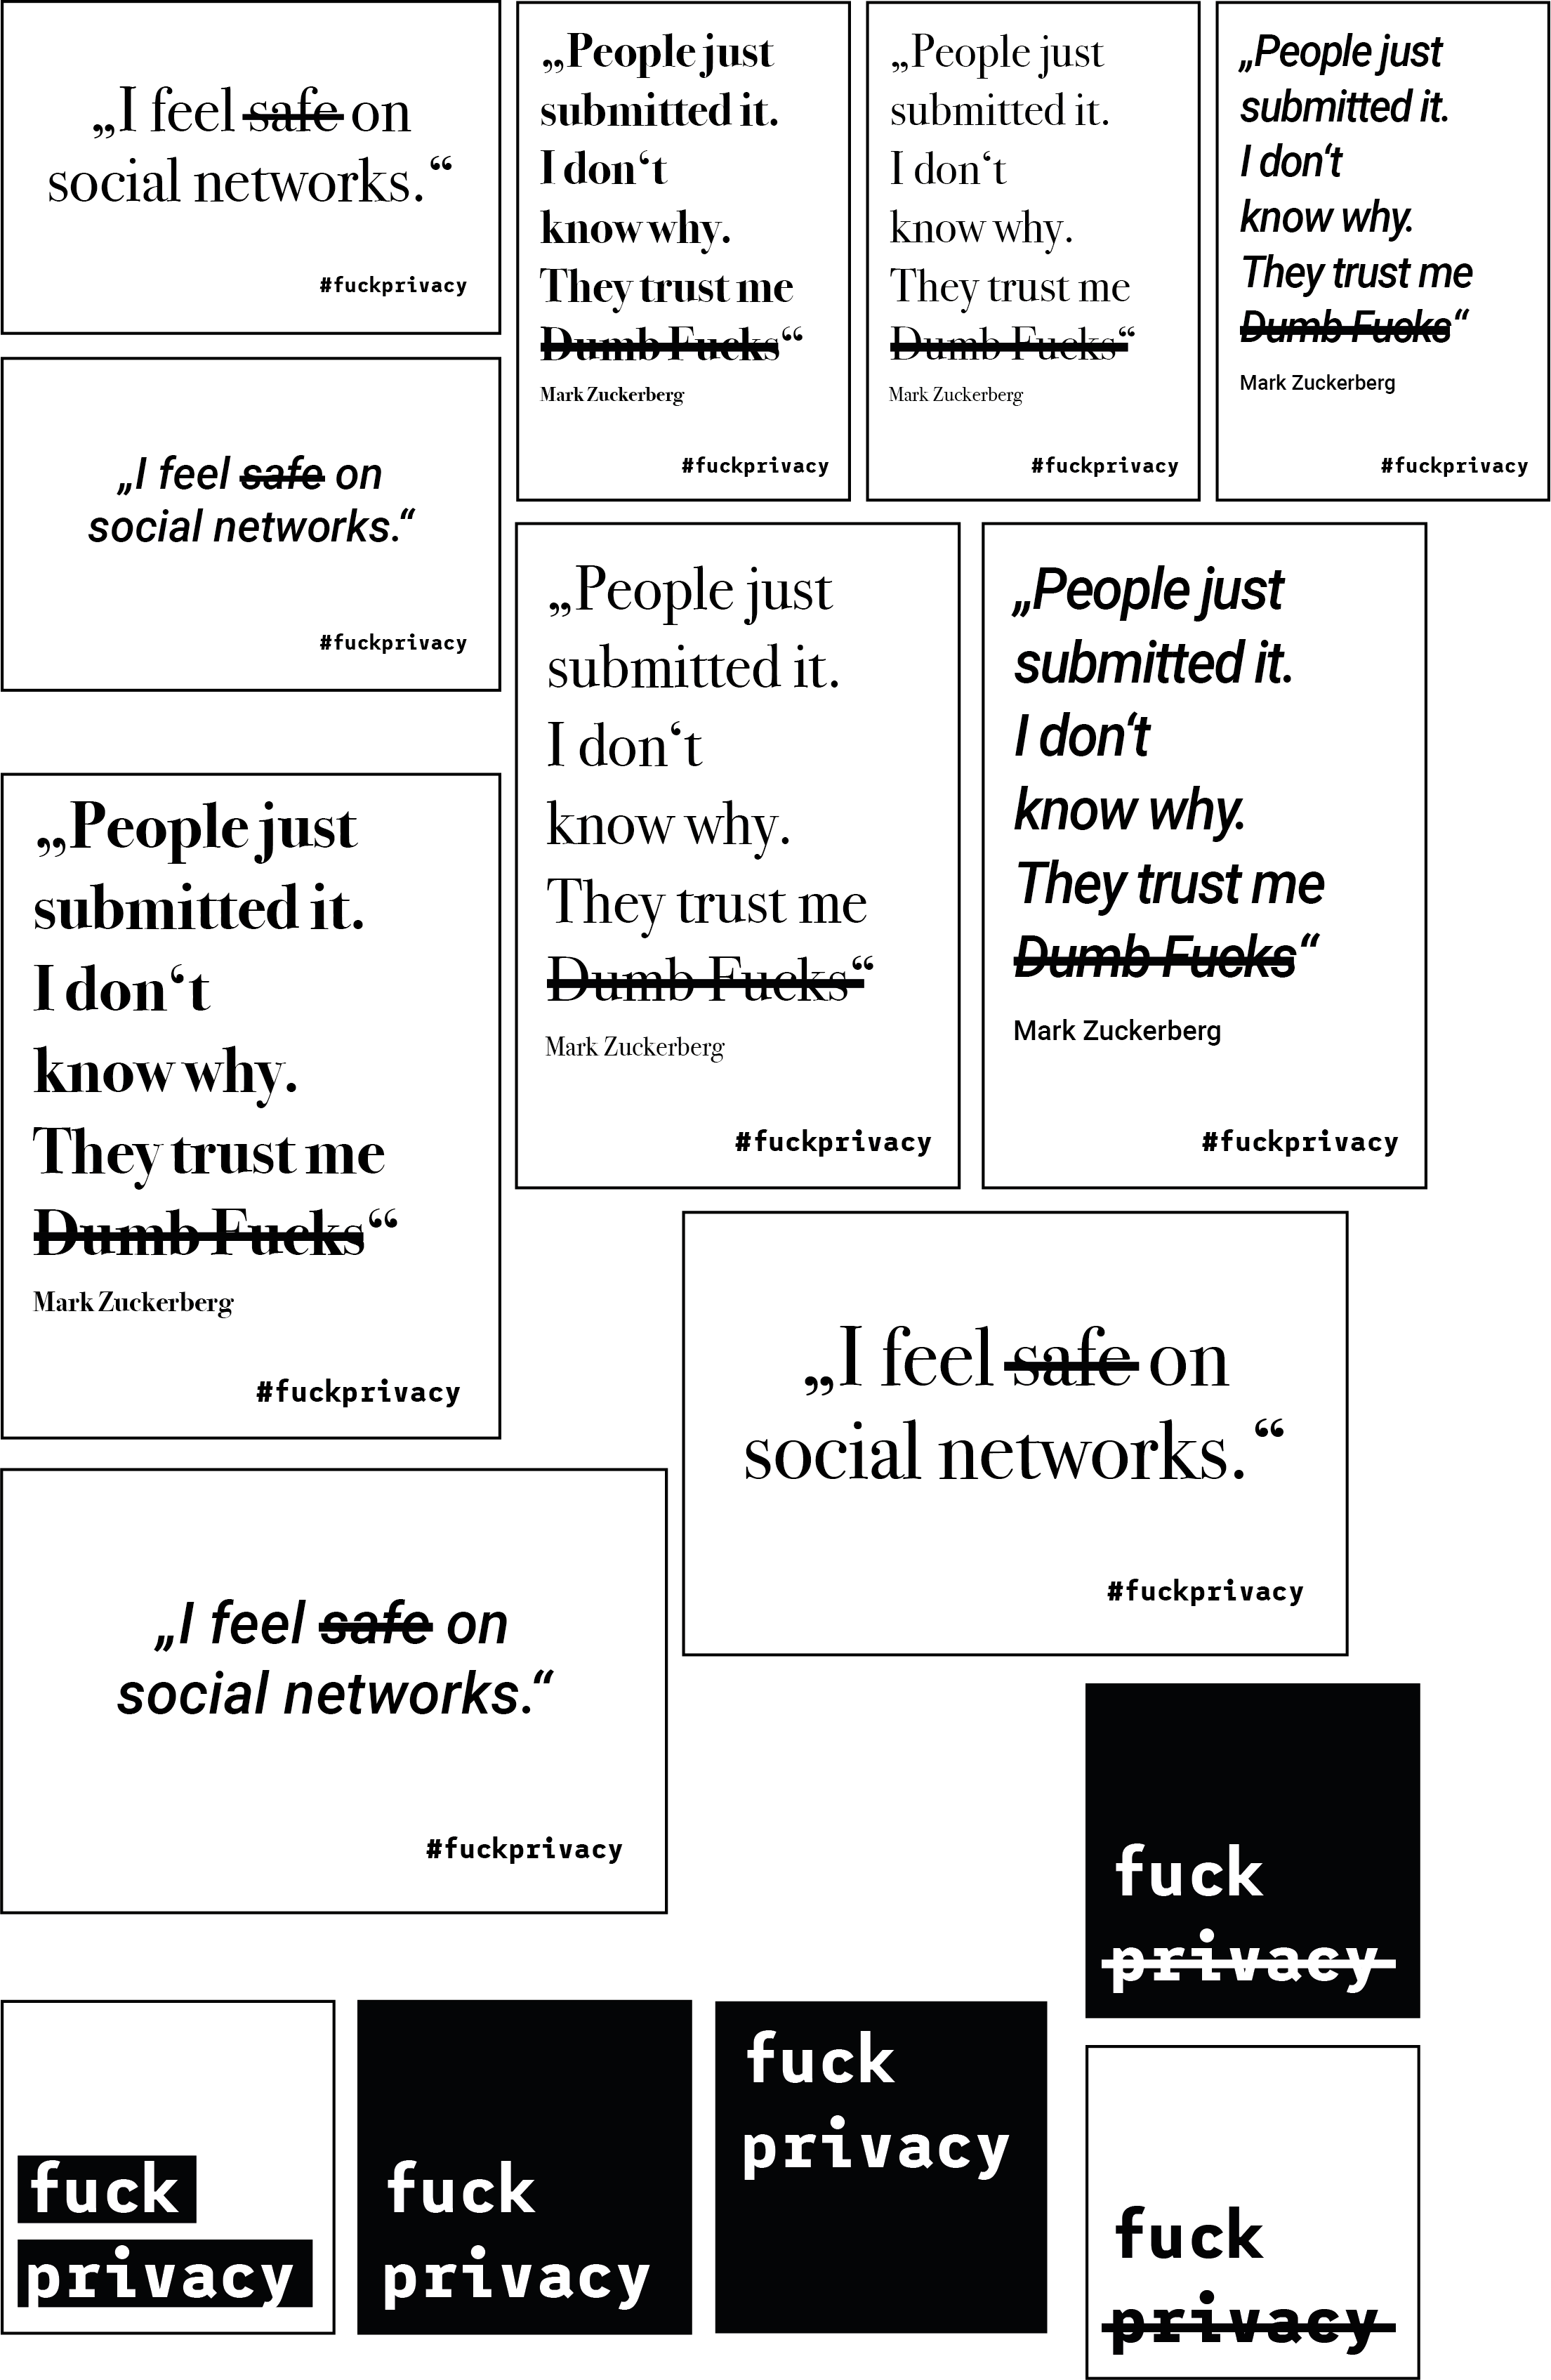 „I feel safe on
social networks.“
#fuckprivacy
„People just
submitted it.
I don‘t
know why.
They trust me
Dumb Fucks“
Mark Zuckerberg
#fuckprivacy
„People just
submitted it.
I don‘t
know why.
They trust me
Dumb Fucks“
Mark Zuckerberg
#fuckprivacy
„People just
submitted it.
I don‘t
know why.
They trust me
Dumb Fucks“
Mark Zuckerberg
#fuckprivacy
„I feel safe on
social networks.“
#fuckprivacy
„People just
submitted it.
I don‘t
know why.
They trust me
Dumb Fucks“
Mark Zuckerberg
#fuckprivacy
„People just
submitted it.
I don‘t
know why.
They trust me
Dumb Fucks“
Mark Zuckerberg
#fuckprivacy
„People just
submitted it.
I don‘t
know why.
They trust me
Dumb Fucks“
Mark Zuckerberg
#fuckprivacy
„I feel safe on
social networks.“
#fuckprivacy
„I feel safe on
social networks.“
#fuckprivacy
fuck
privacy
fuck
privacy
fuck
privacy
fuck
privacy
fuck
privacy